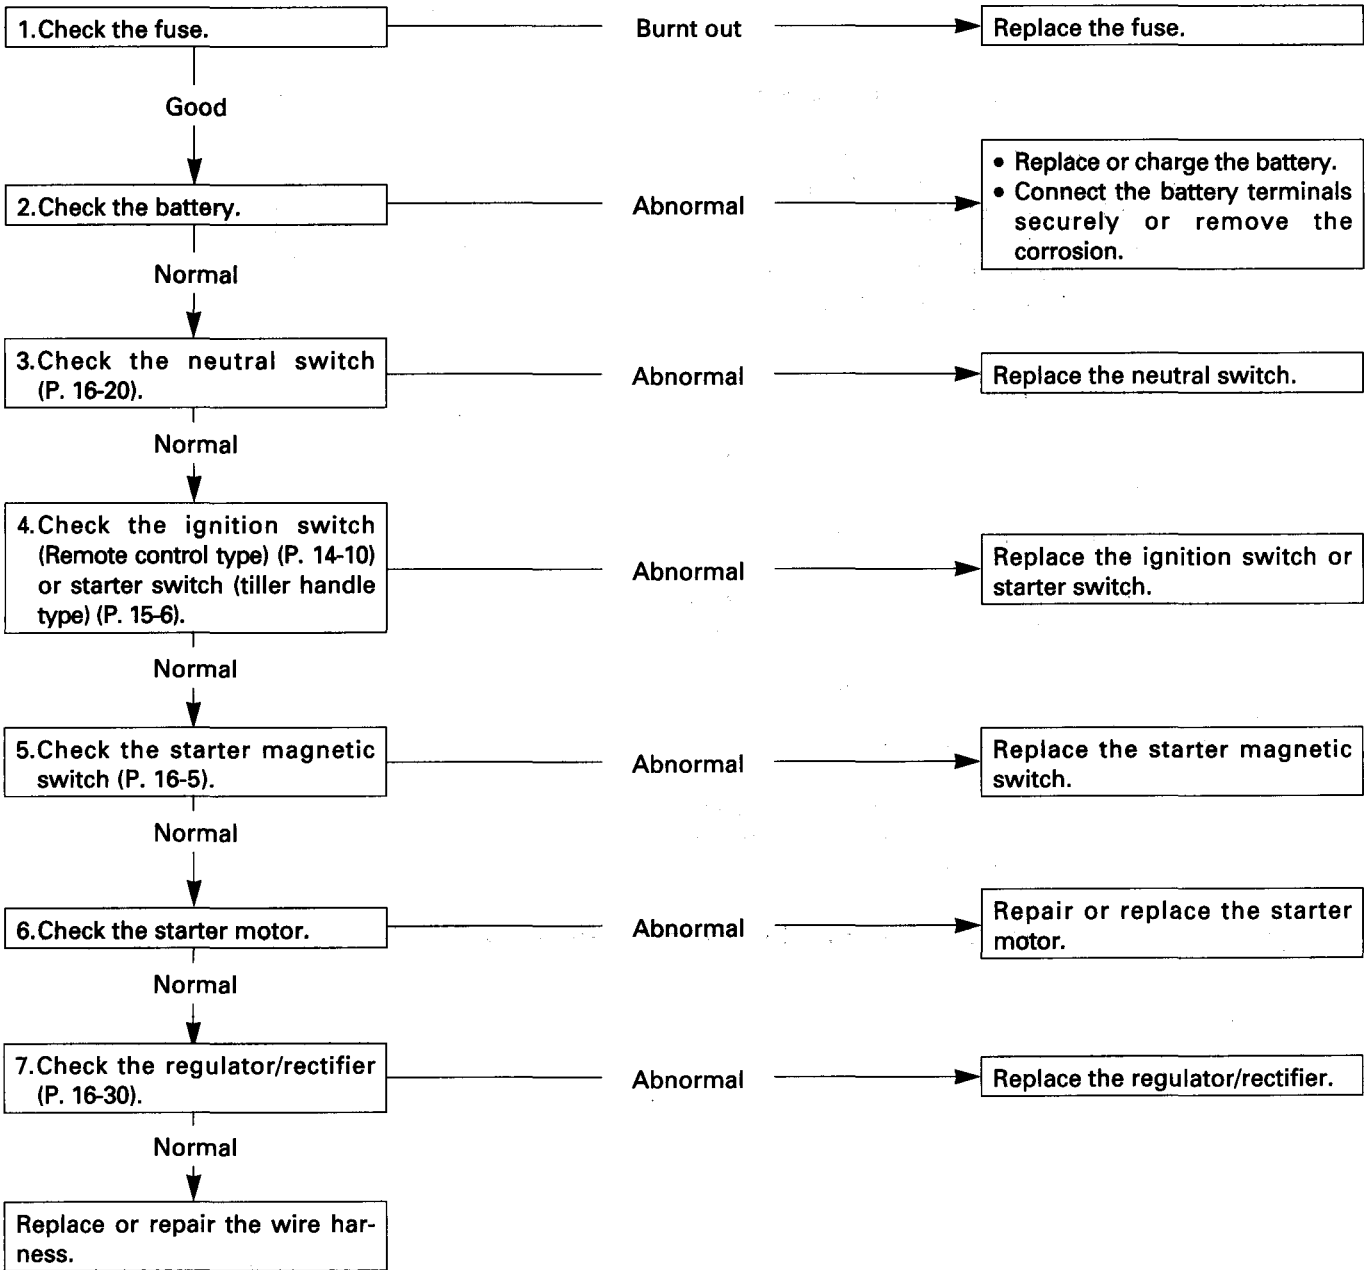 1.Check the fuse.
Burnt out
Replace the fuse.
Good
2.Check the battery.
Abnormal
• Replace or charge the battery.
• Connect the battery terminals
securely or remove the
corrosion.
Normal
3.Check the neutral switch
(P. 16-20).
Abnormal
Replace the neutral switch.
Normal
4.Check the ignition switch
(Remote control type) (P. 14-10)
or starter switch (tiller handle
type) (P. 15-6).
Abnormal
Replace the ignition switch or
starter switch.
Normal
5.Check the starter magnetic
switch (P. 16-5).
Abnormal
Replace the starter magnetic
switch.
Normal
6.Check the starter motor.
Abnormal
Repair or replace the starter
motor.
Normal
7.Check the regulator/rectifier
(P. 16-30).
Abnormal
Replace the regulator/rectifier.
Normal
Replace or repair the wire har-
ness.